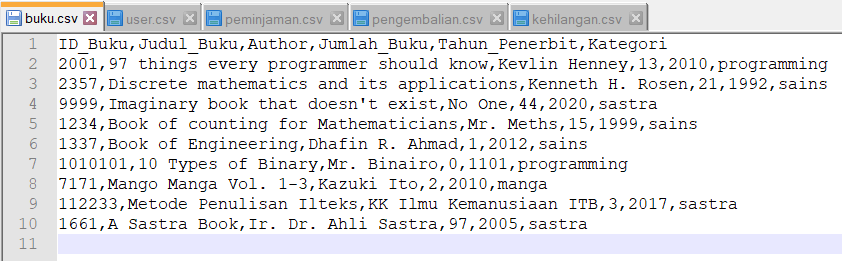 buku.csv user.csv peminjaman.csv pengembalian.csv kehilangan.csv
1 ID_Buku,Judul_Buku,Author,Jumlah_Buku,Tahun_Penerbit,Kategori
2 2001,97 things every programmer should know,Kevlin Henney,13,2010,programming
3 2357,Discrete mathematics and its applications,Kenneth H. Rosen,21,1992,sains
4 9999,Imaginary book that doesn't exist,No One,44,2020,sastra
5 1234,Book of counting for Mathematicians,Mr. Meths,15,1999,sains
6 1337,Book of Engineering,Dhafin R. Ahmad,1,2012,sains
7 1010101,10 Types of Binary,Mr. Binairo,0,1101,programming
8 7171,Mango Manga Vol. 1-3,Kazuki Ito,2,2010,manga
9 112233,Metode Penulisan Ilteks,KK Ilmu Kemanusiaan ITB,3,2017,sastra
10 1661,A Sastra Book,Ir. Dr. Ahli Sastra,97,2005,sastra
11